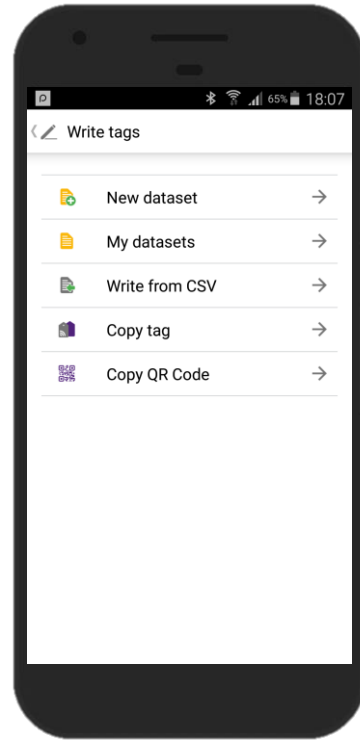 65% 18:07
Write tags
New dataset
My datasets
Write from CSV
Copy tag
Copy QR Code